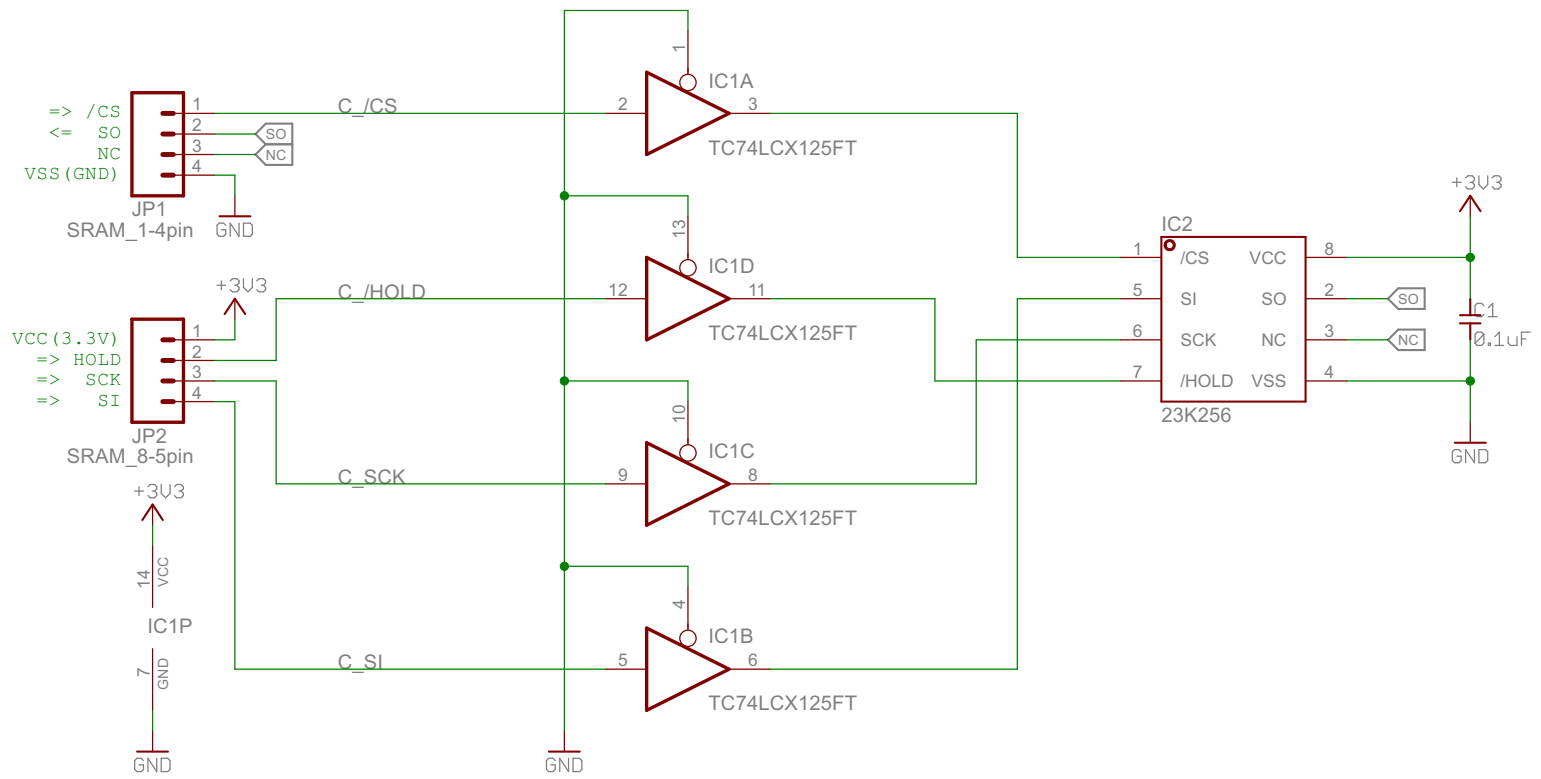 1
IC1A
=> /CS
1
C_/CS
2
3
<= SO
2
SO
NC
3
NC
VSS(GND)
4
TC74LCX125FT
JP1
SRAM_1-4pin
GND
+3V3
13
IC2
IC1D
1
/CS
VCC
8
+3V3
C_/HOLD
12
11
5
SI
SO
2
SO
C1
VCC(3.3V)
1
TC74LCX125FT
6
SCK
NC
3
NC
0.1uF
=> HOLD
2
=> SCK
3
7
/HOLD
VSS
4
=> SI
4
10
23K256
JP2
SRAM_8-5pin
IC1C
GND
C_SCK
9
8
+3V3
TC74LCX125FT
14
VCC
4
IC1P
IC1B
7
GND
C_SI
5
6
TC74LCX125FT
GND
GND